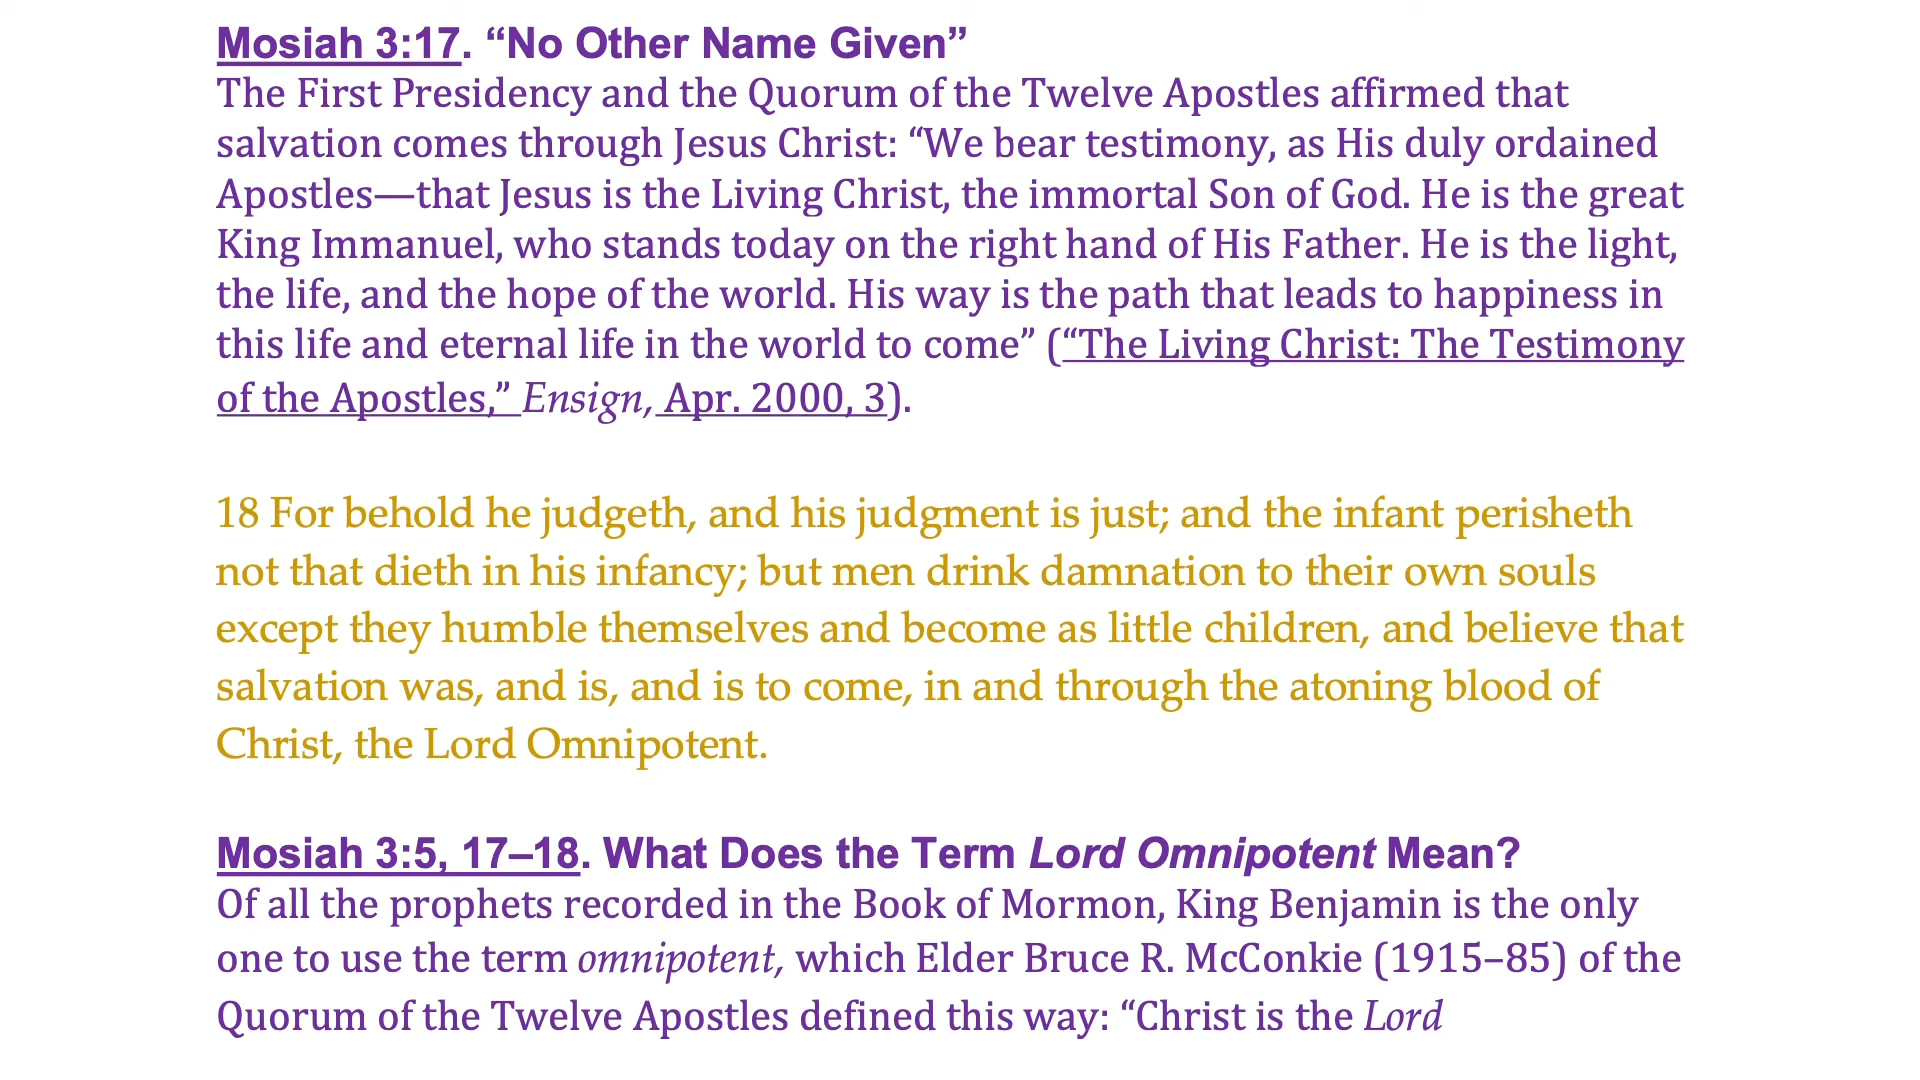 Mosiah 3:17. “No Other Name Given”
The First Presidency and the Quorum of the Twelve Apostles affirmed that
salvation comes through Jesus Christ: “We bear testimony, as His duly ordained
Apostles—that Jesus is the Living Christ, the immortal Son of God. He is the great
King Immanuel, who stands today on the right hand of His Father. He is the light,
the life, and the hope of the world. His way is the path that leads to happiness in
this life and eternal life in the world to come” (“The Living Christ: The Testimony
of the Apostles,” Ensign, Apr. 2000, 3).
18 For behold he judgeth, and his judgment is just; and the infant perisheth
not that dieth in his infancy; but men drink damnation to their own souls
except they humble themselves and become as little children, and believe that
salvation was, and is, and is to come, in and through the atoning blood of
Christ, the Lord Omnipotent.
Mosiah 3:5, 17–18. What Does the Term Lord Omnipotent Mean?
Of all the prophets recorded in the Book of Mormon, King Benjamin is the only
one to use the term omnipotent, which Elder Bruce R. McConkie (1915–85) of the
Quorum of the Twelve Apostles defined this way: “Christ is the Lord